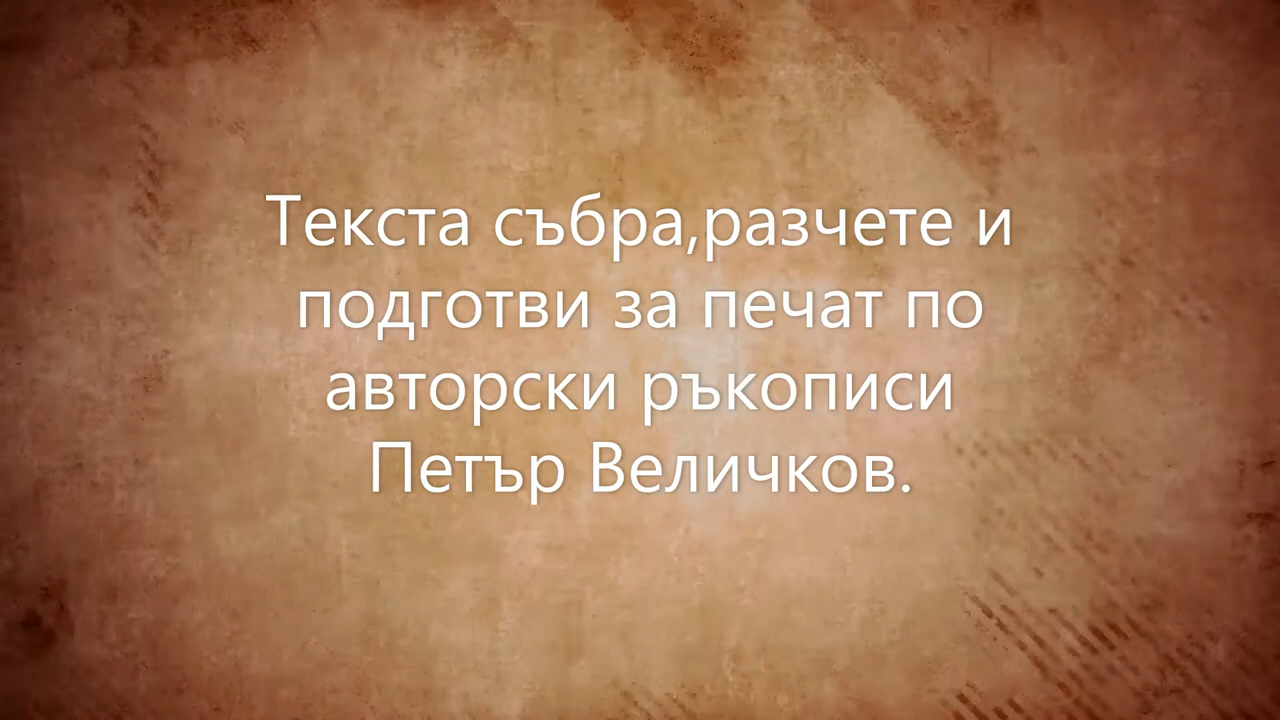 Текста събра,разчете и
подготви за печат по
авторски ръкописи
Петър Величков.